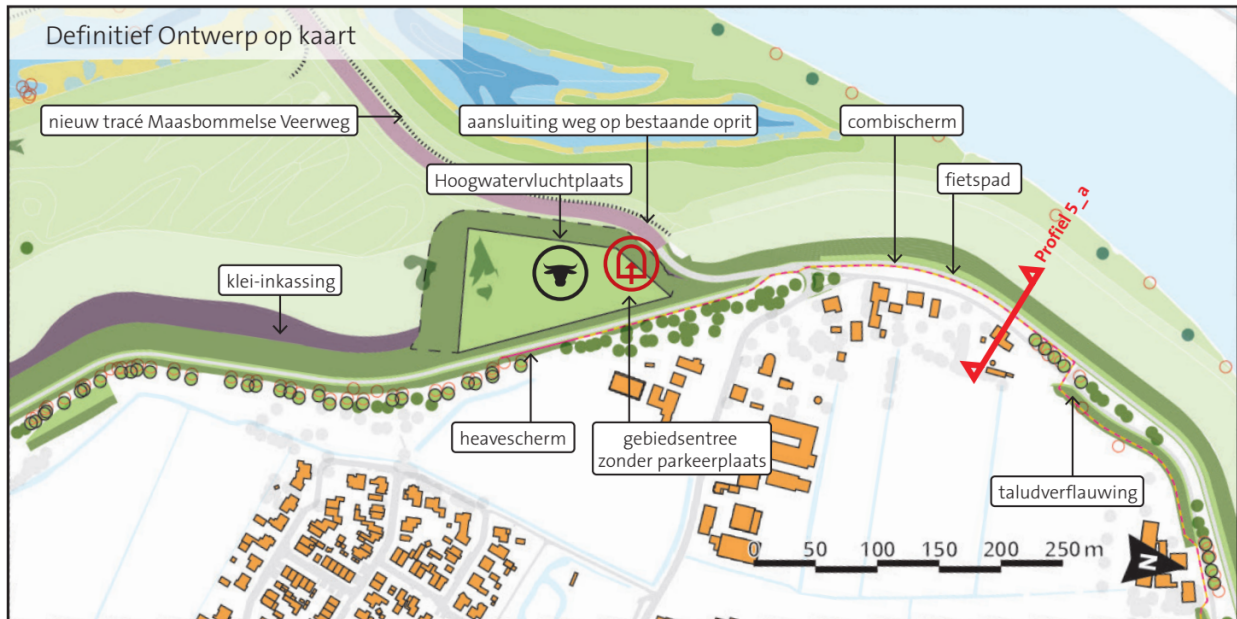 Definitief Ontwerp op kaart
nieuw tracé Maasbommelse Veerweg
aansluiting weg op bestaande oprit
combischerm
Hoogwatervluchtplaats
fietspad
Profiel 5_a
klei-inkassing
heavescherm
gebiedsentree
zonder parkeerplaats
taludverflauwing
0 50 100 150 200 250 m
N